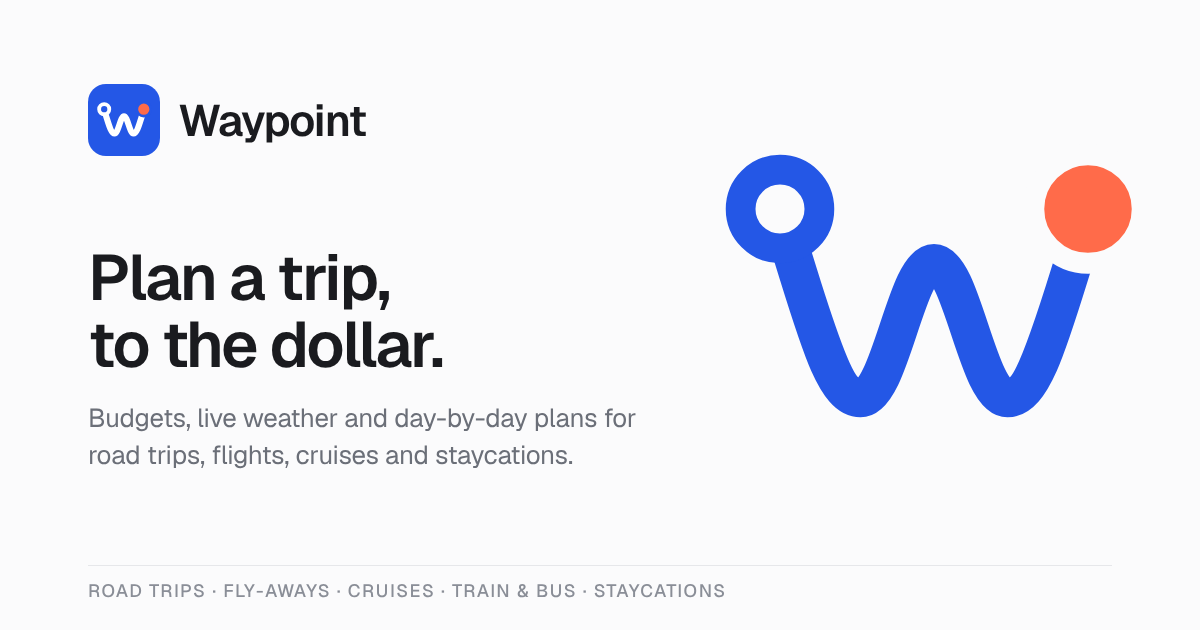 Waypoint
Plan a trip,
to the dollar.
Budgets, live weather and day-by-day plans for
road trips, flights, cruises and staycations.
ROAD TRIPS · FLY-AWAYS · CRUISES · TRAIN & BUS · STAYCATIONS